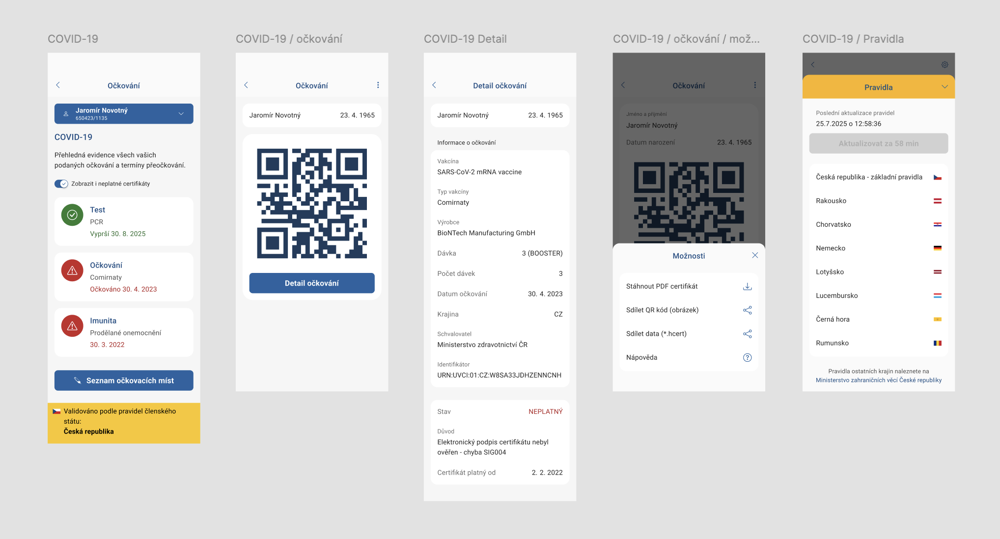 COVID-19
Očkování
Jaromír Novotný
650423/1135
COVID-19
Přehledná evidence všech vašich
podaných očkování a termíny přeočkování.
Zobrazit i neplatné certifikáty
Test
PCR
Vyprší 30. 8. 2025
Očkování
Comirnaty
Očkováno 30. 4. 2023
Imunita
Prodělané onemocnění
30. 3. 2022
Seznam očkovacích míst
Validováno podle pravidel členského
státu:
Česká republika
COVID-19 / očkování
Očkování
Jaromír Novotný 23. 4. 1965
Detail očkování
COVID-19 Detail
Detail očkování
Jaromír Novotný 23. 4. 1965
Informace o očkování
Vakcína
SARS-CoV-2 mRNA vaccine
Typ vakcíny
Comirnaty
Výrobce
BioNTech Manufacturing GmbH
Dávka 3 (BOOSTER)
Počet dávek 3
Datum očkování 30. 4. 2023
Krajina CZ
Schvalovatel
Ministerstvo zdravotnictví ČR
Identifikátor
URN:UVCI:01:CZ:W8SA33JDHZENNCNH
Stav NEPLATNÝ
Důvod
Elektronický podpis certifikátu nebyl
ověřen - chyba SIG004
Certifikát platný od 2. 2. 2022
COVID-19 / očkování / mož...
Očkování
Jméno a přijmění
Jaromír Novotný
Datum narození 23. 4. 1965
Možnosti
Stáhnout PDF certifikát
Sdílet QR kód (obrázek)
Sdílet data (*.hcert)
Nápověda
COVID-19 / Pravidla
Pravidla
Poslední aktualizace pravidel
25.7.2025 o 12:58:36
Aktualizovat za 58 min
Česká republika - základní pravidla
Rakousko
Chorvatsko
Nemecko
Lotyšsko
Lucembursko
Černá hora
Rumunsko
Pravidla ostatních krajin naleznete na
Ministerstvo zahraničních věcí České republiky